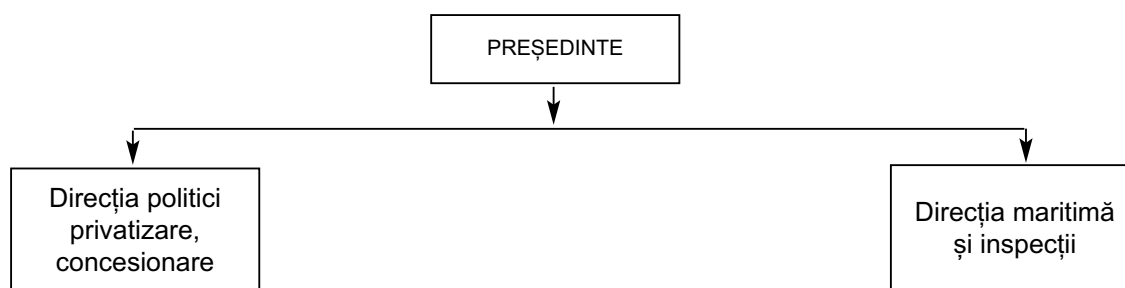 PREȘEDINTE
Direcția politici
privatizare,
concesionare
Direcția maritimă
și inspecții